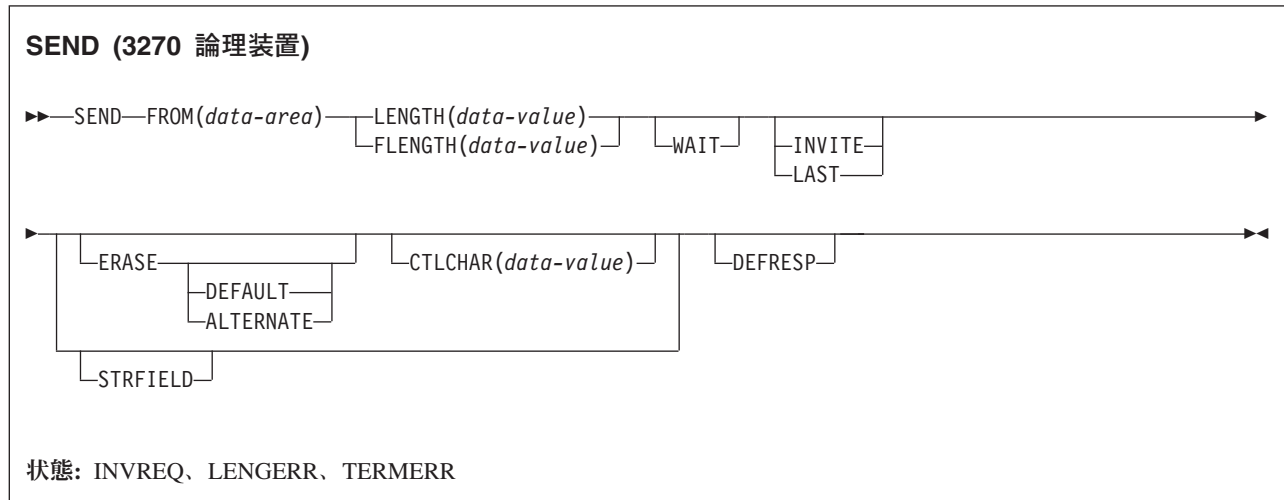 SEND (3270 論理装置)
SEND FROM(data-area) LENGTH(data-value)
FLENGTH(data-value) WAIT INVITE
LAST
ERASE CTLCHAR(data-value) DEFRESP
DEFAULT
ALTERNATE
STRFIELD
状態: INVREQ、LENGERR、TERMERR